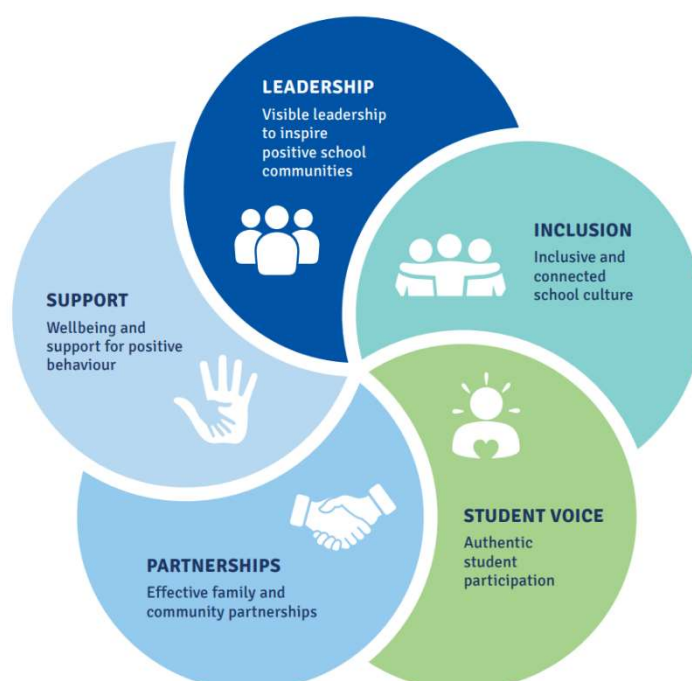 LEADERSHIP
Visible leadership
to inspire
positive school
communities
INCLUSION
Inclusive and
connected
school culture
STUDENT VOICE
Authentic
student
participation
PARTNERSHIPS
Effective family and
community partnerships
SUPPORT
Wellbeing and
support for positive
behaviour